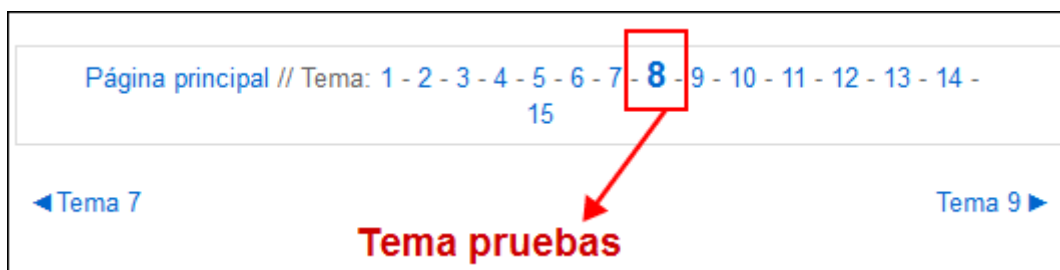 Página principal // Tema: 1 - 2 - 3 - 4 - 5 - 6 - 7 - 8 - 9 - 10 - 11 - 12 - 13 - 14 -
15
◄Tema 7 Tema 9►
Tema pruebas